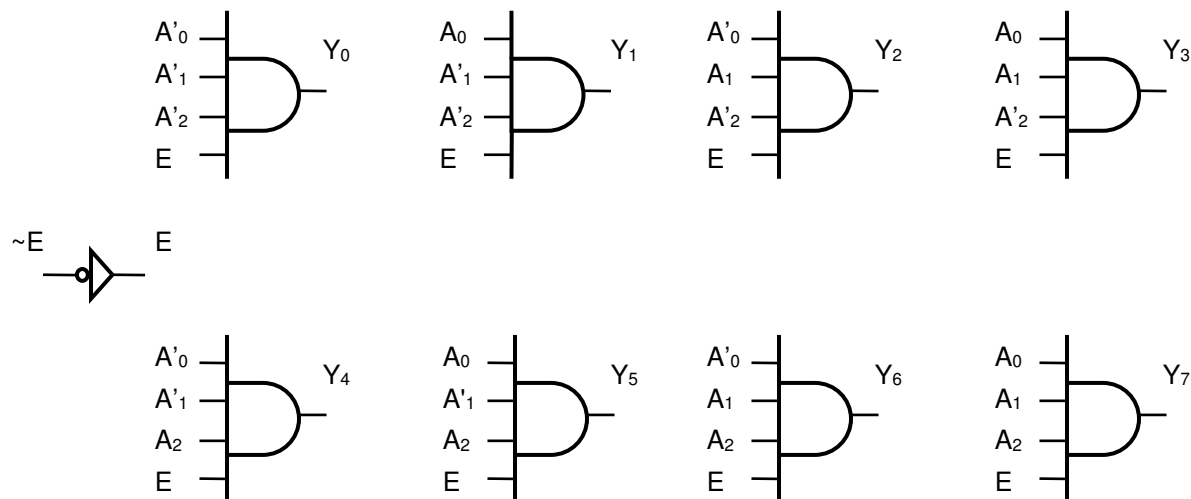 A'0 Y0
A'1
A'2
E
A0 Y1
A'1
A'2
E
A'0 Y2
A1
A'2
E
A0 Y3
A1
A'2
E
~E E
A'0 Y4
A'1
A2
E
A0 Y5
A'1
A2
E
A'0 Y6
A1
A2
E
A0 Y7
A1
A2
E